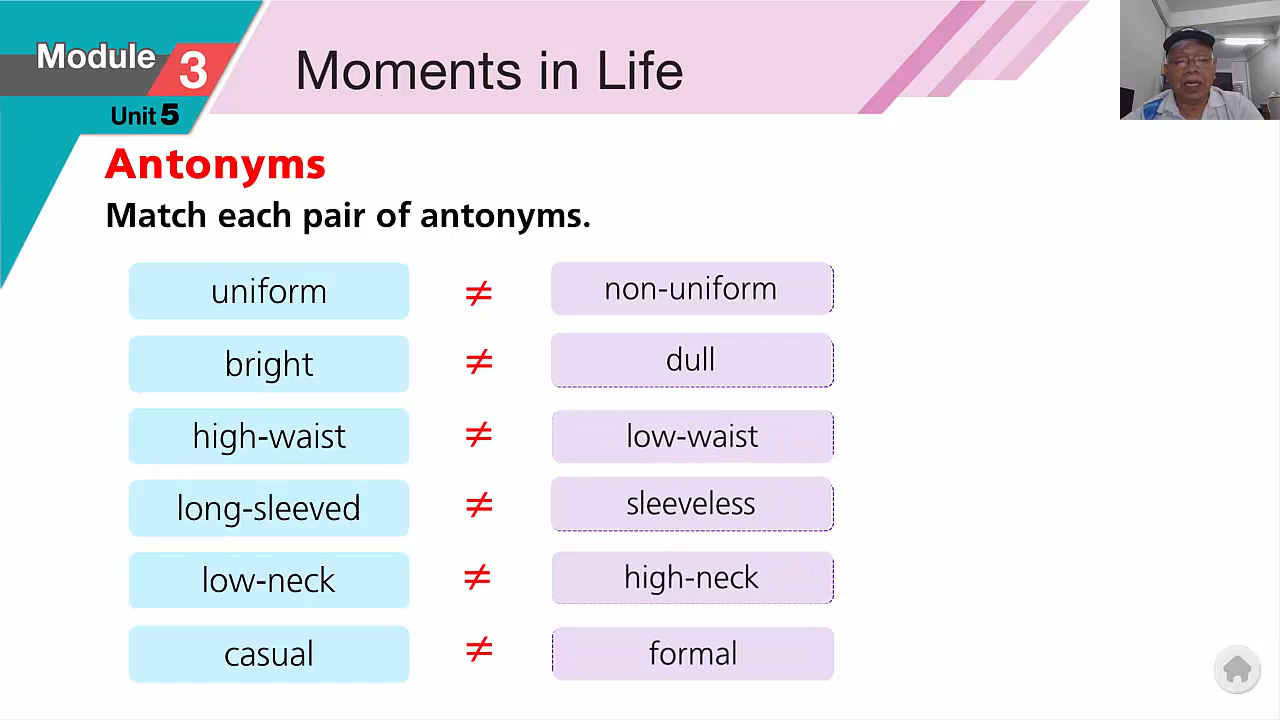 Module 3
Unit 5
Moments in Life
Antonyms
Match each pair of antonyms.
uniform ≠ non-uniform
bright ≠ dull
high-waist ≠ low-waist
long-sleeved ≠ sleeveless
low-neck ≠ high-neck
casual ≠ formal